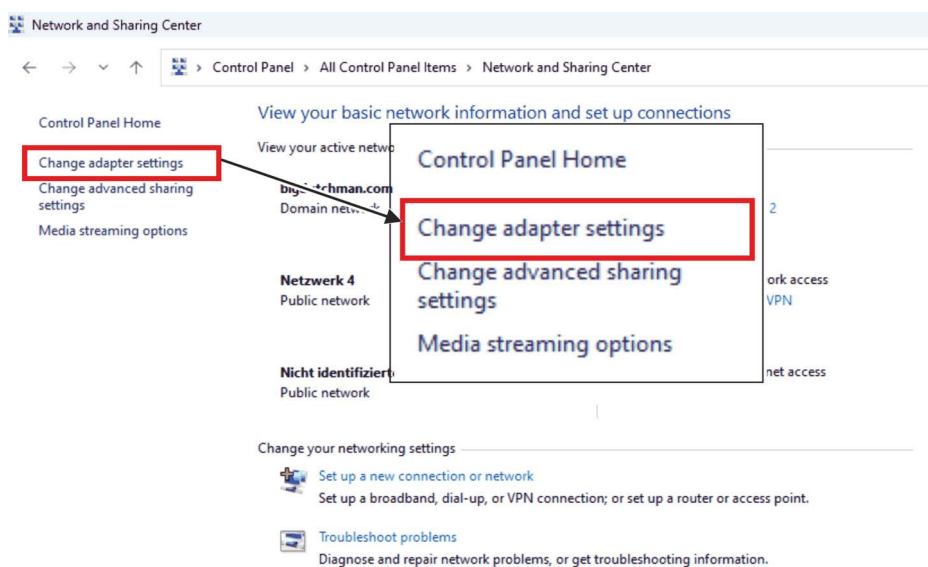 Network and Sharing Center
Control Panel > All Control Panel Items > Network and Sharing Center
Control Panel Home
Change adapter settings
Change advanced sharing
settings
Media streaming options
View your basic network information and set up connections
View your active netwo
Domain
2
Netzwerk 4
Public network
ork access
VPN
Nicht identifiziert
Public network
net access
Control Panel Home
Change adapter settings
Change advanced sharing
settings
Media streaming options
Change your networking settings
Set up a new connection or network
Set up a broadband, dial-up, or VPN connection; or set up a router or access point.
Troubleshoot problems
Diagnose and repair network problems, or get troubleshooting information.